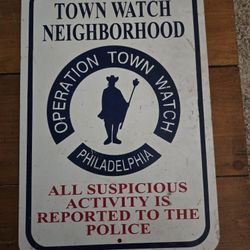 TOWN WATCH
NEIGHBORHOOD
OPERATION TOWN WATCH
PHILADELPHIA
ALL SUSPICIOUS
ACTIVITY IS
REPORTED TO THE
POLICE